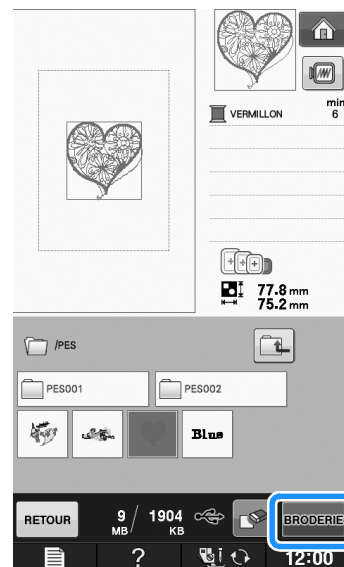 min
VERMILLON 6
77.8 mm
75.2 mm
/PES
PES001 PES002
Blue
RETOUR 9 MB / 1904 KB BRODERIE
? i 12:00